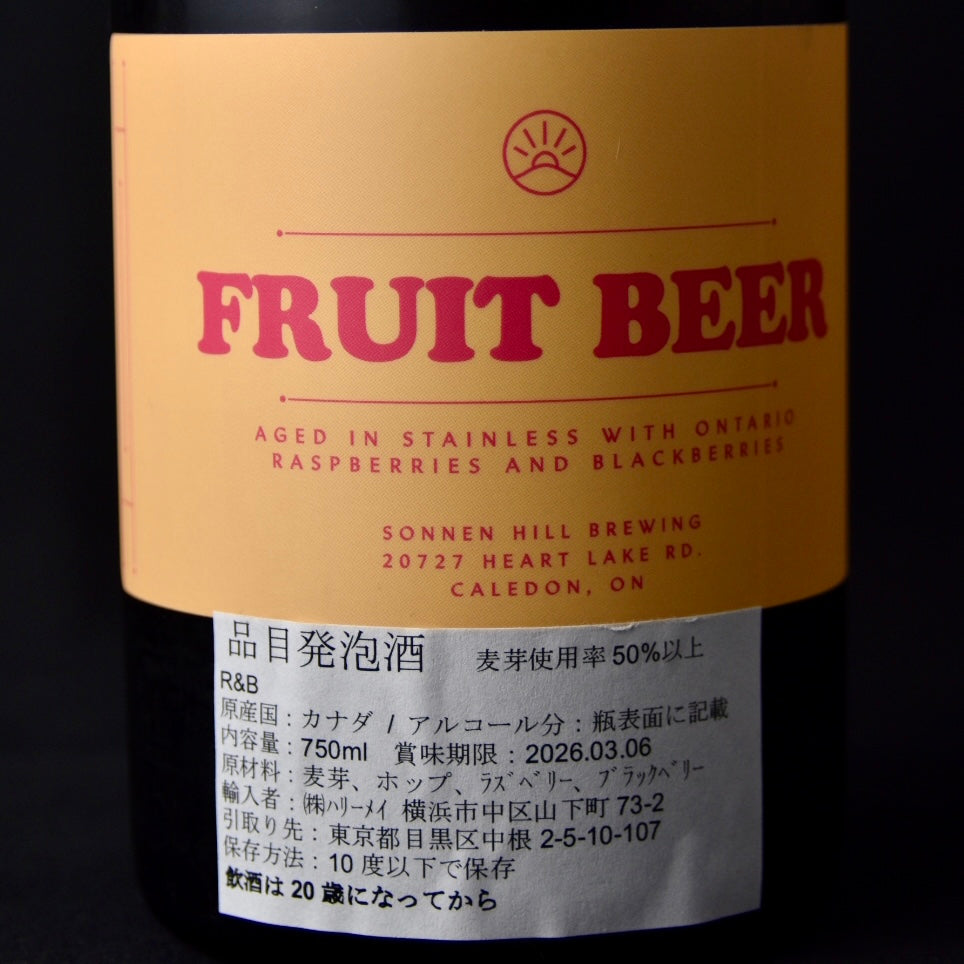 FRUIT BEER
AGED IN STAINLESS WITH ONTARIO
RASPBERRIES AND BLACKBERRIES
SONNEN HILL BREWING
20727 HEART LAKE RD.
CALEDON, ON
品目発泡酒 麦芽使用率50%以上
R&B
原産国：カナダ / アルコール分：瓶表面に記載
内容量：750ml 賞味期限：2026.03.06
原材料：麦芽、ホップ、ﾗｽﾞﾍﾞﾘｰ、ﾌﾞﾗｯｸﾍﾞﾘｰ
輸入者：㈱ﾊﾘｰﾒｲ 横浜市中区山下町 73-2
引取り先：東京都目黒区中根 2-5-10-107
保存方法：10 度以下で保存
飲酒は 20 歳になってから